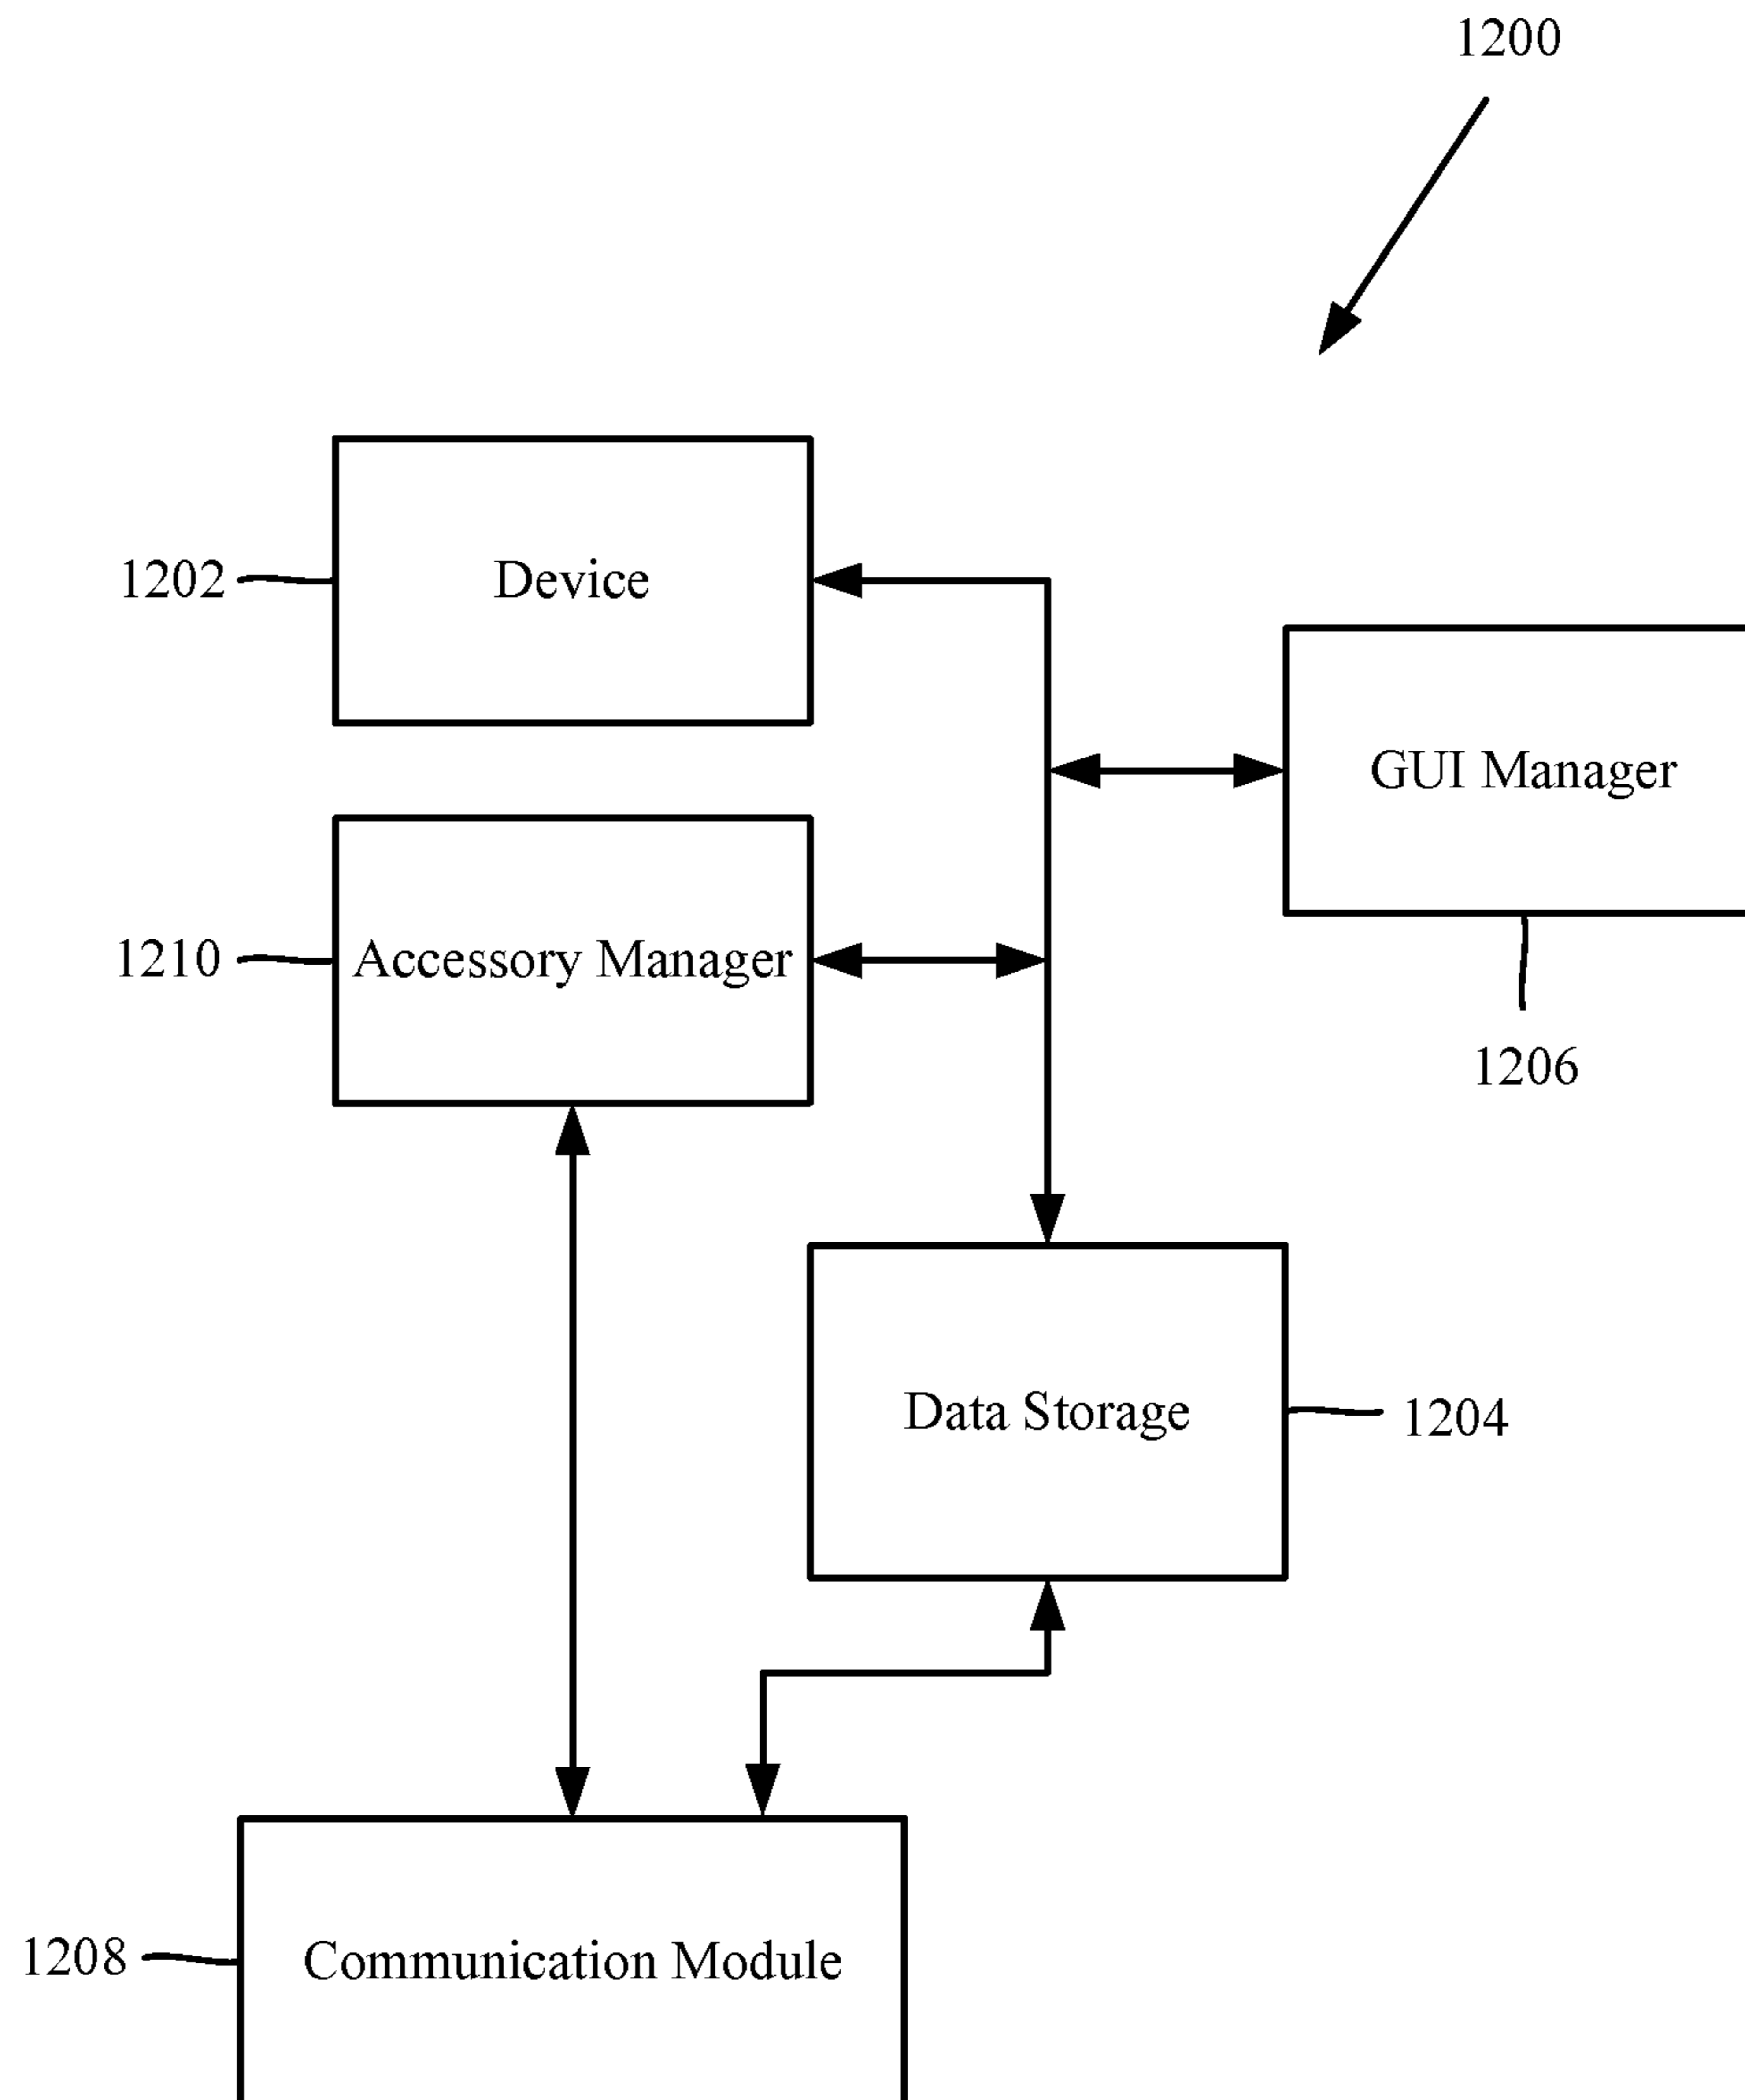 1200
1202
Device
GUI Manager
1210
Accessory Manager
1206
Data Storage
1204
1208
Communication Module